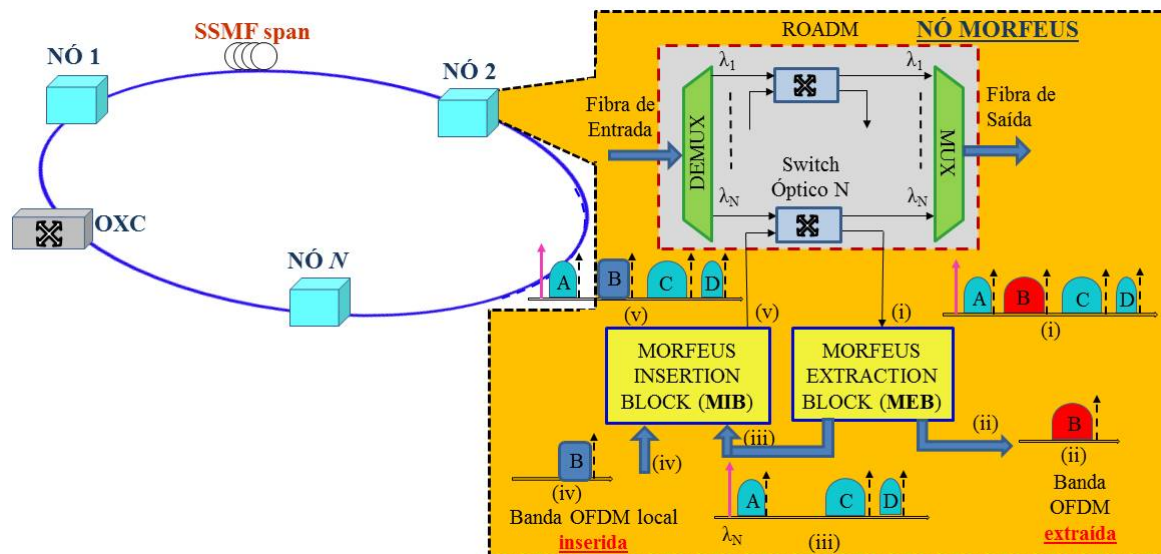 SSMF span
NÓ 1
NÓ 2
OXC
NÓ N
ROADM
NÓ MORFEUS
λ1
λ1
Fibra de
Entrada
Fibra de
Saída
DEMUX
MUX
Switch
Óptico N
λN
λN
A
B
C
D
(v)
(v)
(i)
A
B
C
D
(i)
MORFEUS
INSERTION
BLOCK (MIB)
MORFEUS
EXTRACTION
BLOCK (MEB)
(iii)
(ii)
B
(ii)
Banda
OFDM
extraída
B
(iv)
(iv)
Banda OFDM local
inserida
A
C
D
λN
(iii)